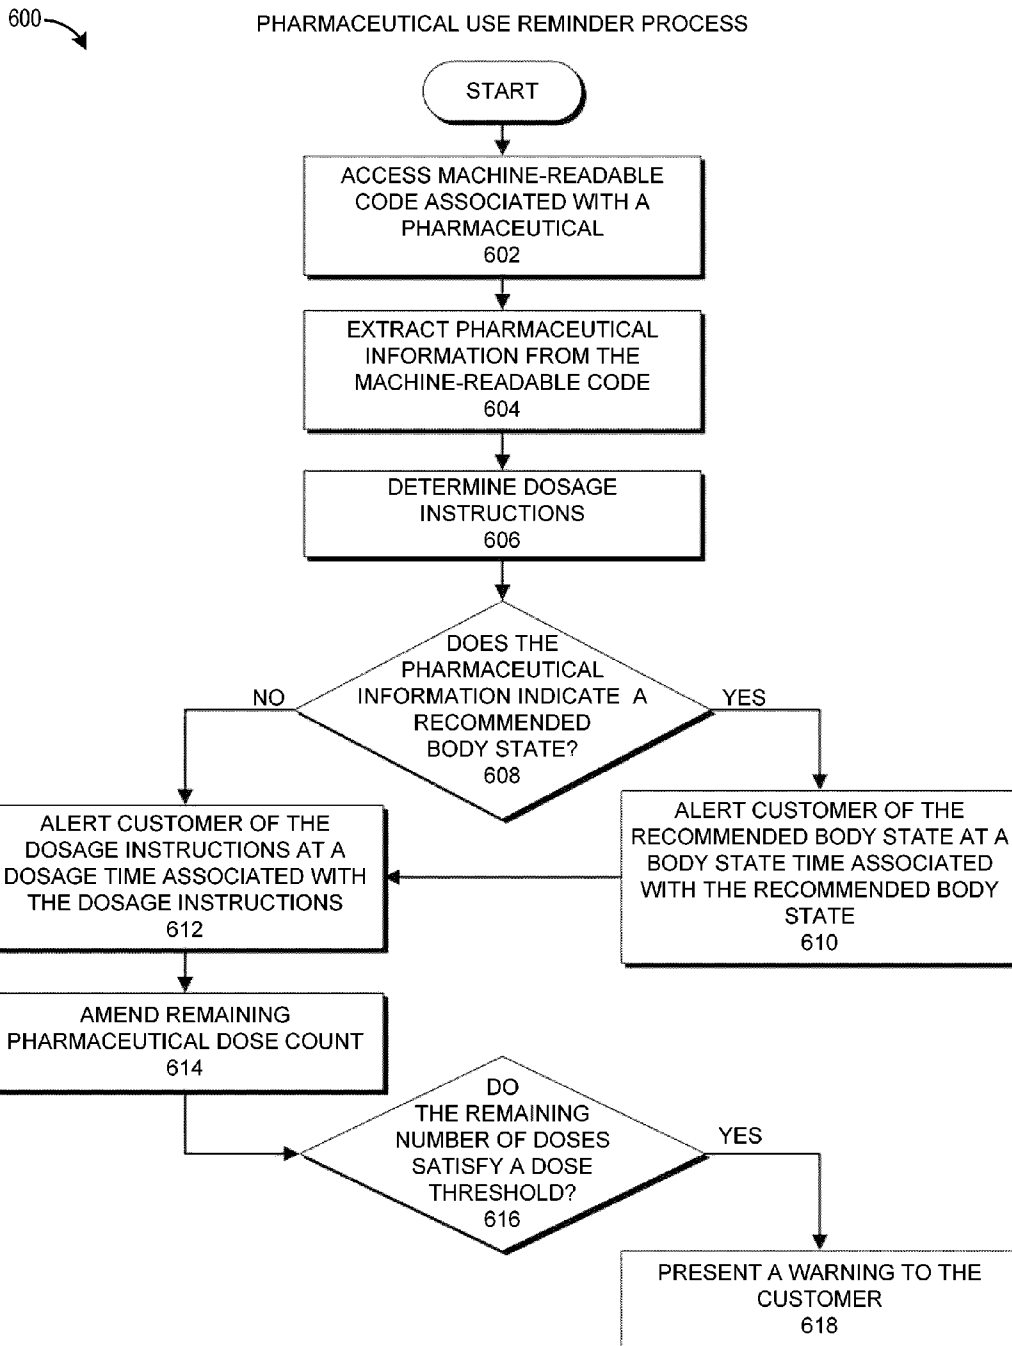 600
PHARMACEUTICAL USE REMINDER PROCESS
START
ACCESS MACHINE-READABLE
CODE ASSOCIATED WITH A
PHARMACEUTICAL
602
EXTRACT PHARMACEUTICAL
INFORMATION FROM THE
MACHINE-READABLE CODE
604
DETERMINE DOSAGE
INSTRUCTIONS
606
DOES THE
PHARMACEUTICAL
INFORMATION INDICATE A
RECOMMENDED
BODY STATE?
608
NO
YES
ALERT CUSTOMER OF THE
DOSAGE INSTRUCTIONS AT A
DOSAGE TIME ASSOCIATED WITH
THE DOSAGE INSTRUCTIONS
612
ALERT CUSTOMER OF THE
RECOMMENDED BODY STATE AT A
BODY STATE TIME ASSOCIATED
WITH THE RECOMMENDED BODY
STATE
610
AMEND REMAINING
PHARMACEUTICAL DOSE COUNT
614
DO
THE REMAINING
NUMBER OF DOSES
SATISFY A DOSE
THRESHOLD?
616
YES
PRESENT A WARNING TO THE
CUSTOMER
618